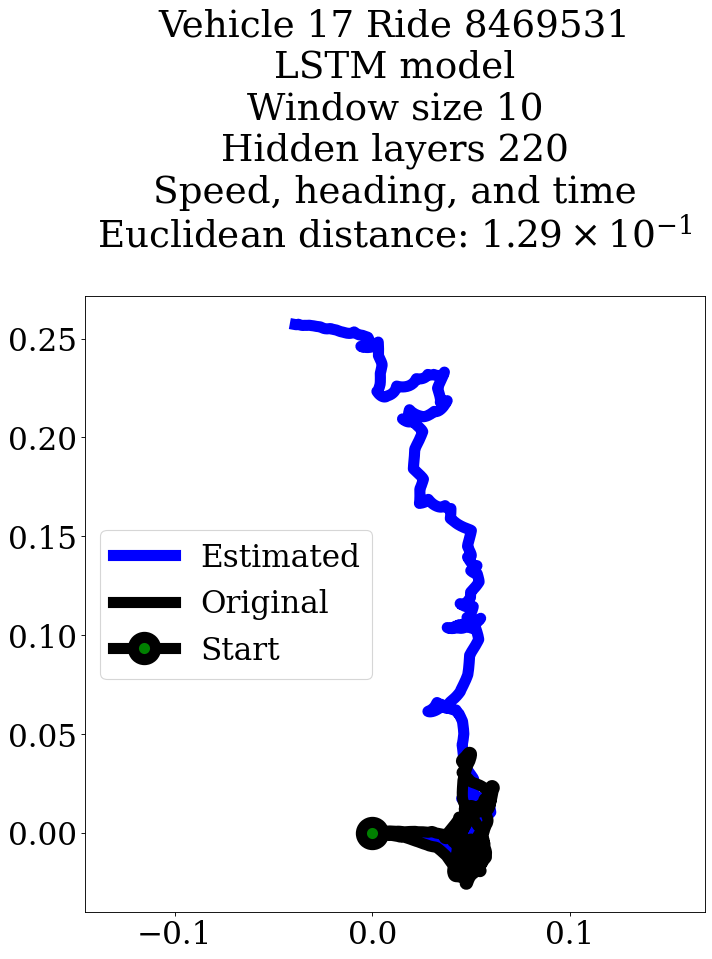 Vehicle 17 Ride 8469531
LSTM model
Window size 10
Hidden layers 220
Speed, heading, and time
Euclidean distance: 1.29 × 10⁻¹
0.25
0.20
0.15
0.10
0.05
0.00
Estimated
Original
Start
−0.1
0.0
0.1